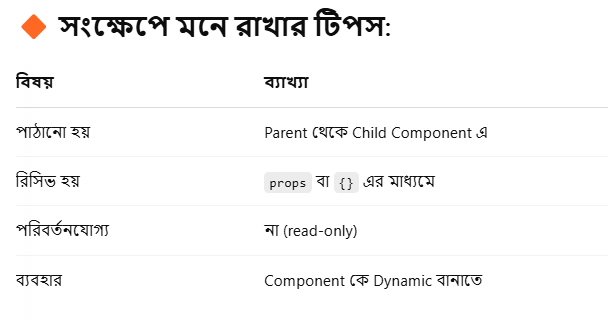 🔶 সংক্ষেপে মনে রাখার টিপস:
বিষয় ব্যাখ্যা
পাঠানো হয় Parent থেকে Child Component এ
রিসিভ হয় props বা {} এর মাধ্যমে
পরিবর্তনযোগ্য না (read-only)
ব্যবহার Component কে Dynamic বানাতে